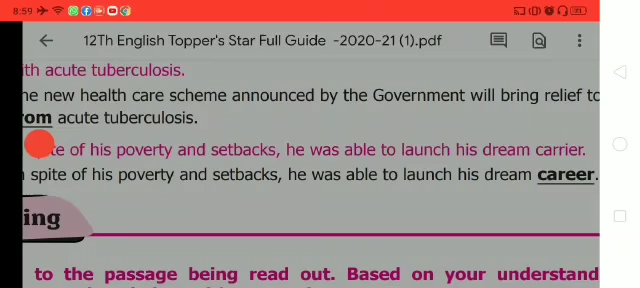 8:59
12Th English Topper's Star Full Guide -2020-21 (1).pdf
ith acute tuberculosis.
he new health care scheme announced by the Government will bring relief to
om acute tuberculosis.
te of his poverty and setbacks, he was able to launch his dream carrier.
spite of his poverty and setbacks, he was able to launch his dream career.
ing
to the passage being read out. Based on your understand